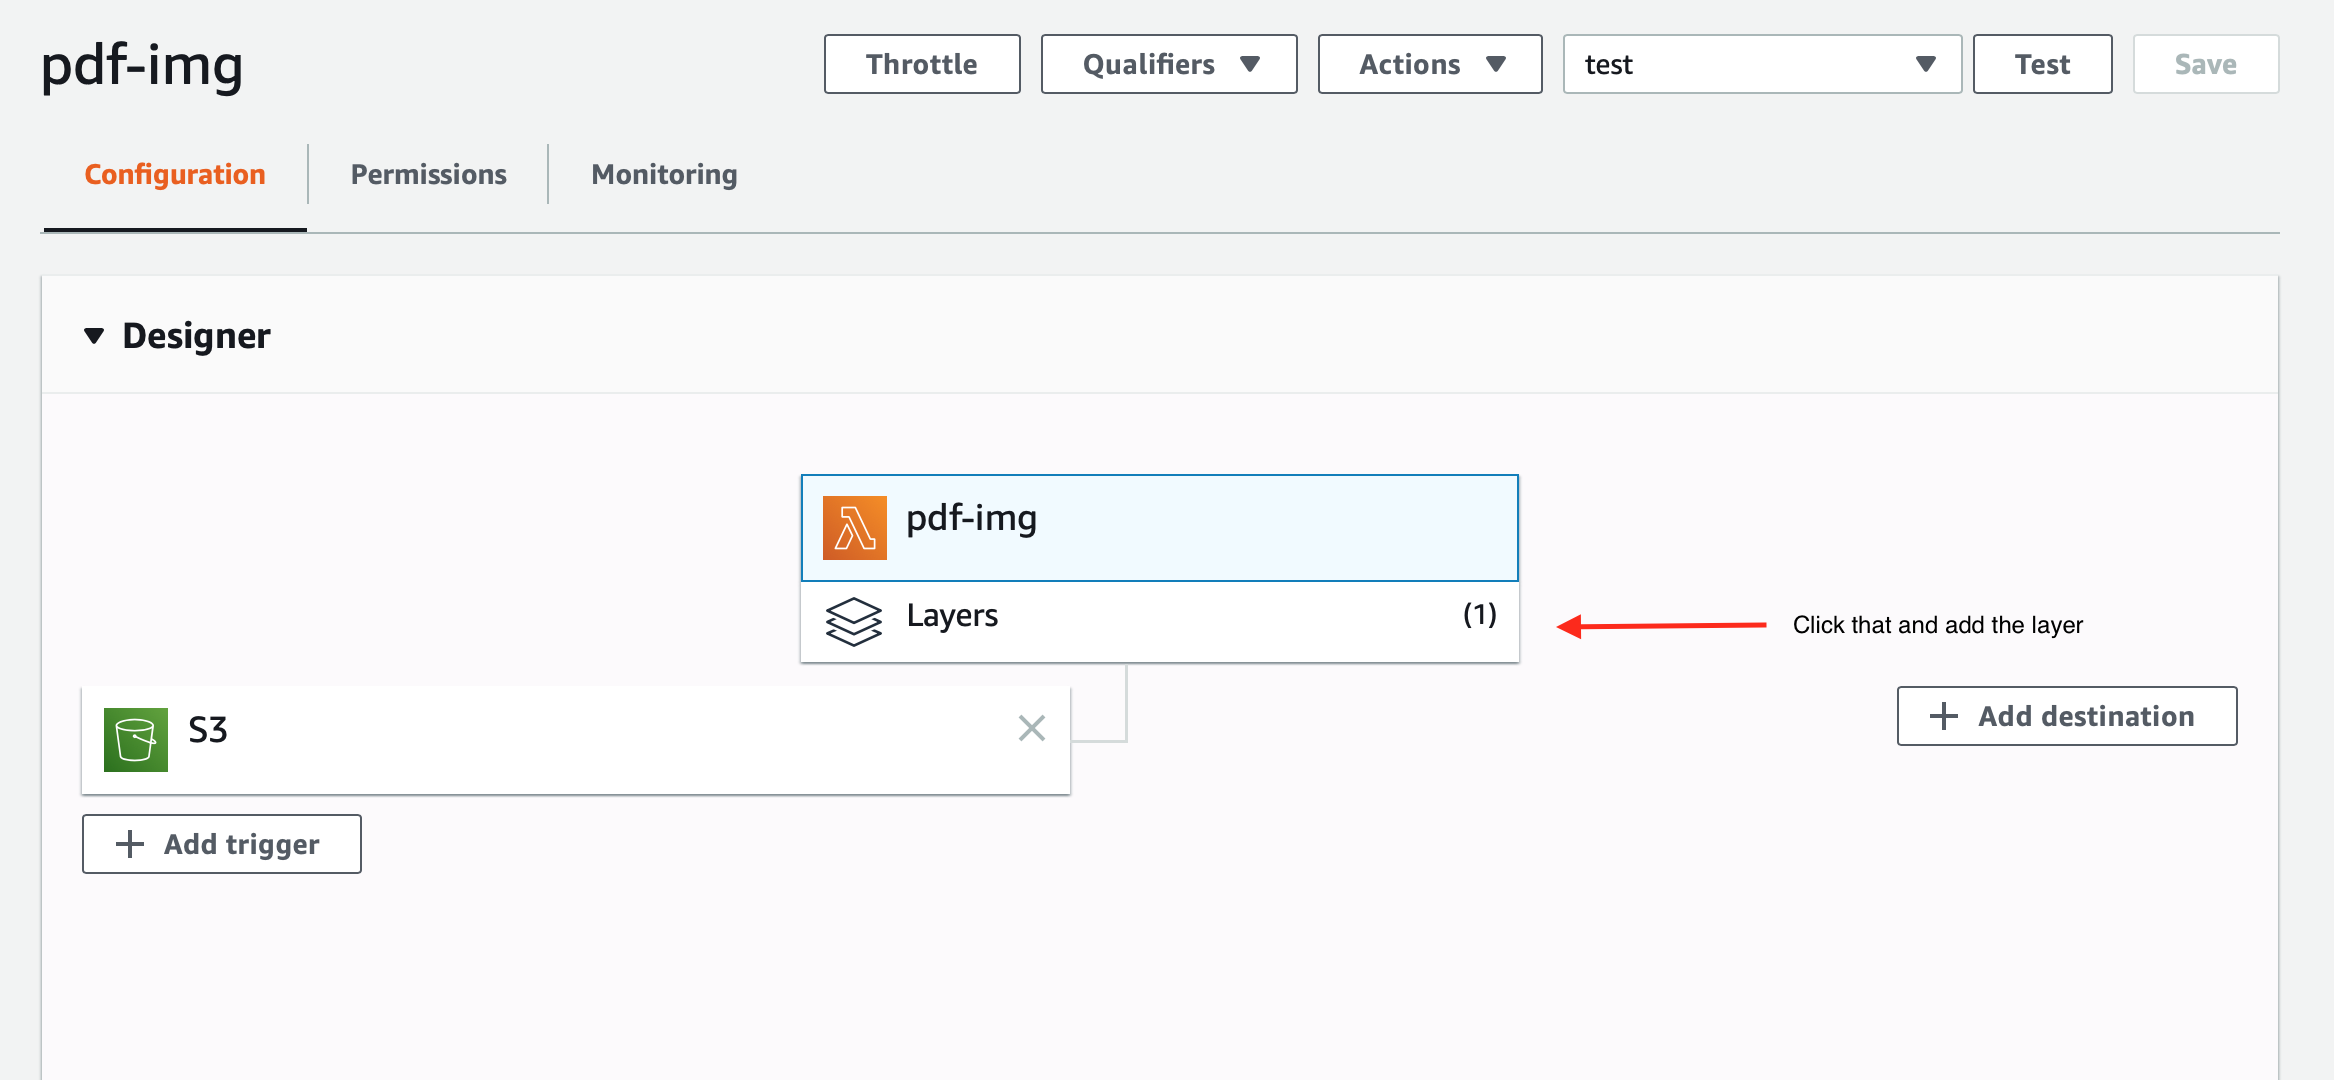 pdf-img
Throttle
Qualifiers
Actions
test
Test
Save
Configuration
Permissions
Monitoring
Designer
pdf-img
Layers
(1)
Click that and add the layer
S3
Add destination
Add trigger